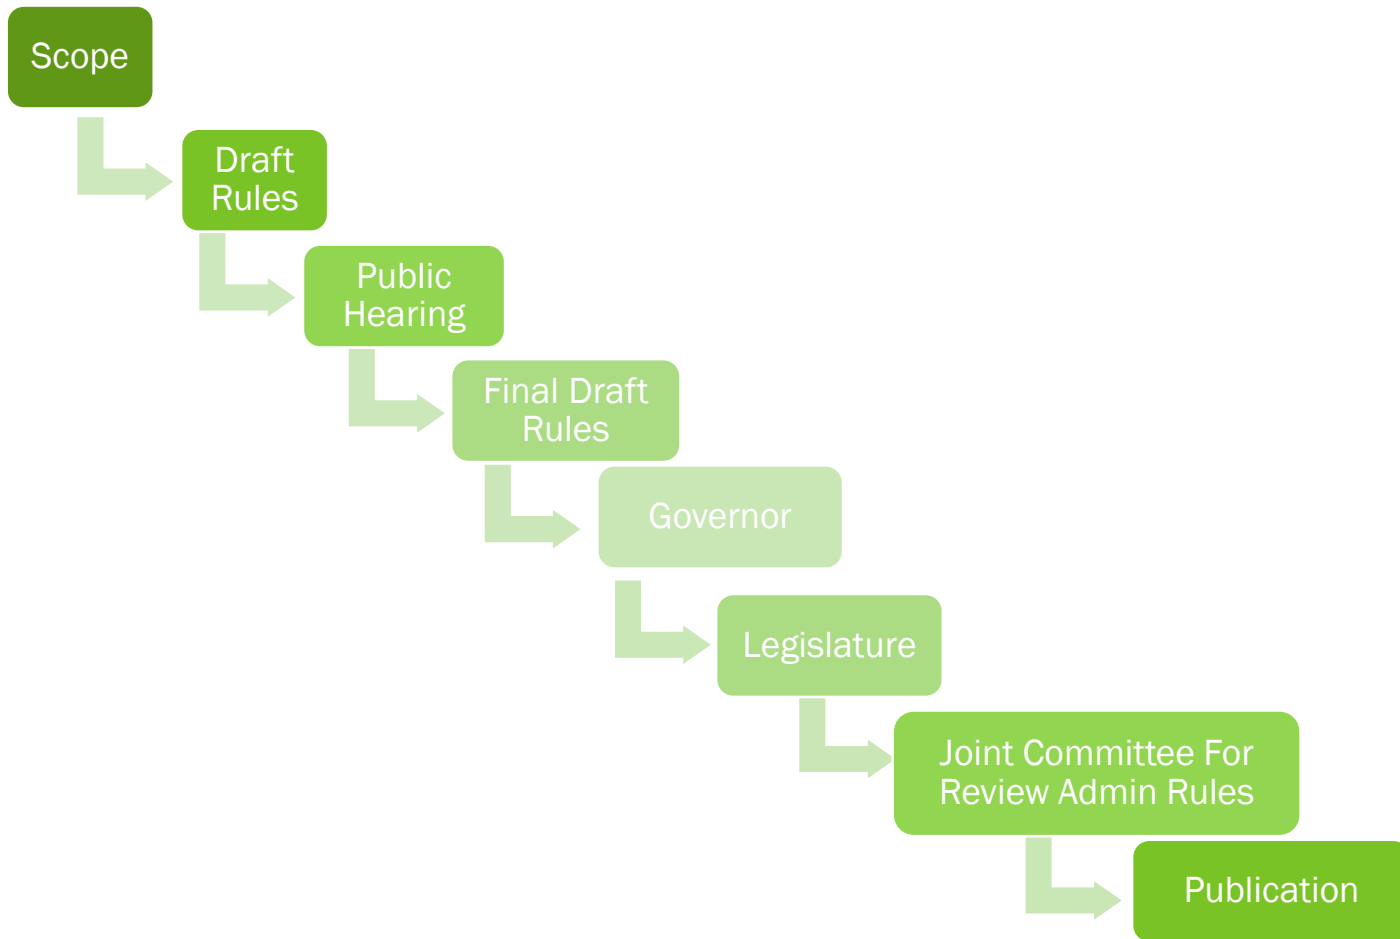 Scope
Draft
Rules
Public
Hearing
Final Draft
Rules
Governor
Legislature
Joint Committee For
Review Admin Rules
Publication